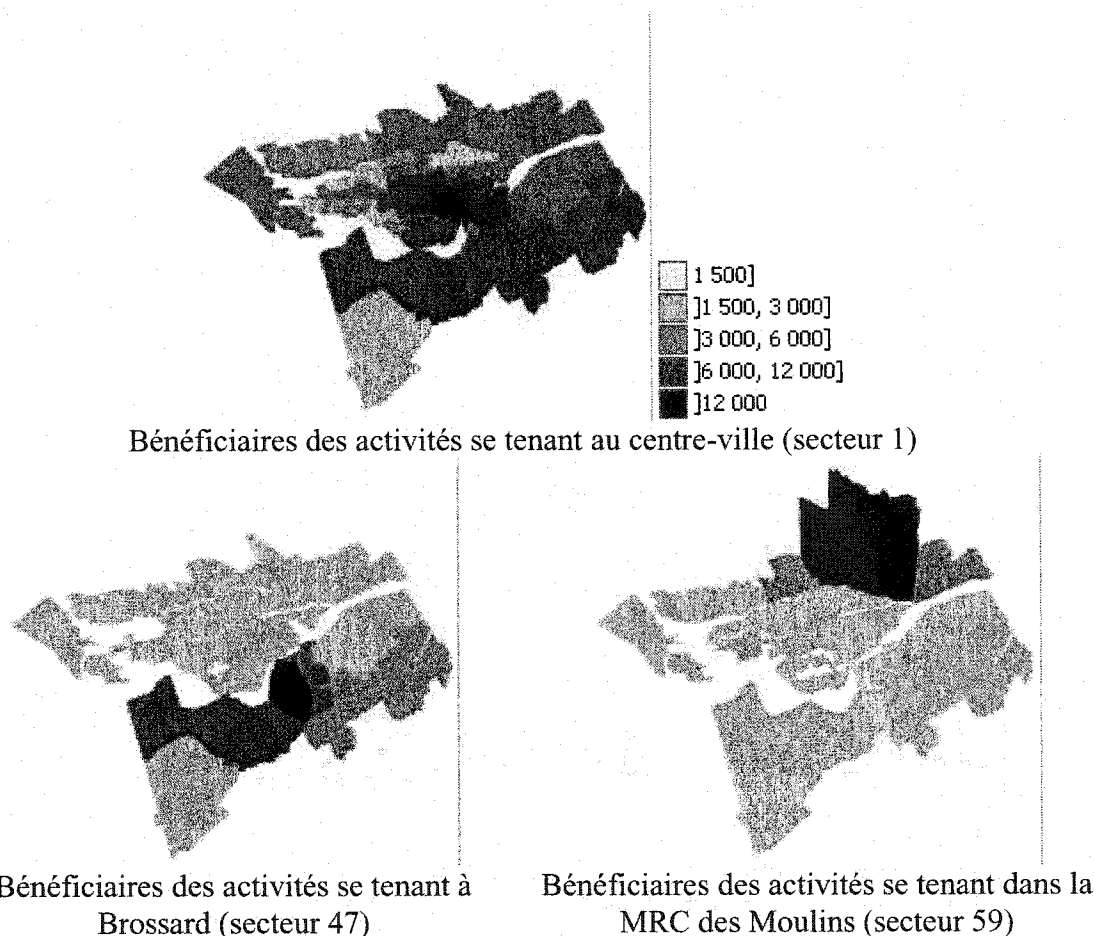 1 500]
]1 500, 3 000]
]3 000, 6 000]
]6 000, 12 000]
]12 000
Bénéficiaires des activités se tenant au centre-ville (secteur 1)
Bénéficiaires des activités se tenant à
Brossard (secteur 47)
Bénéficiaires des activités se tenant dans la
MRC des Moulins (secteur 59)